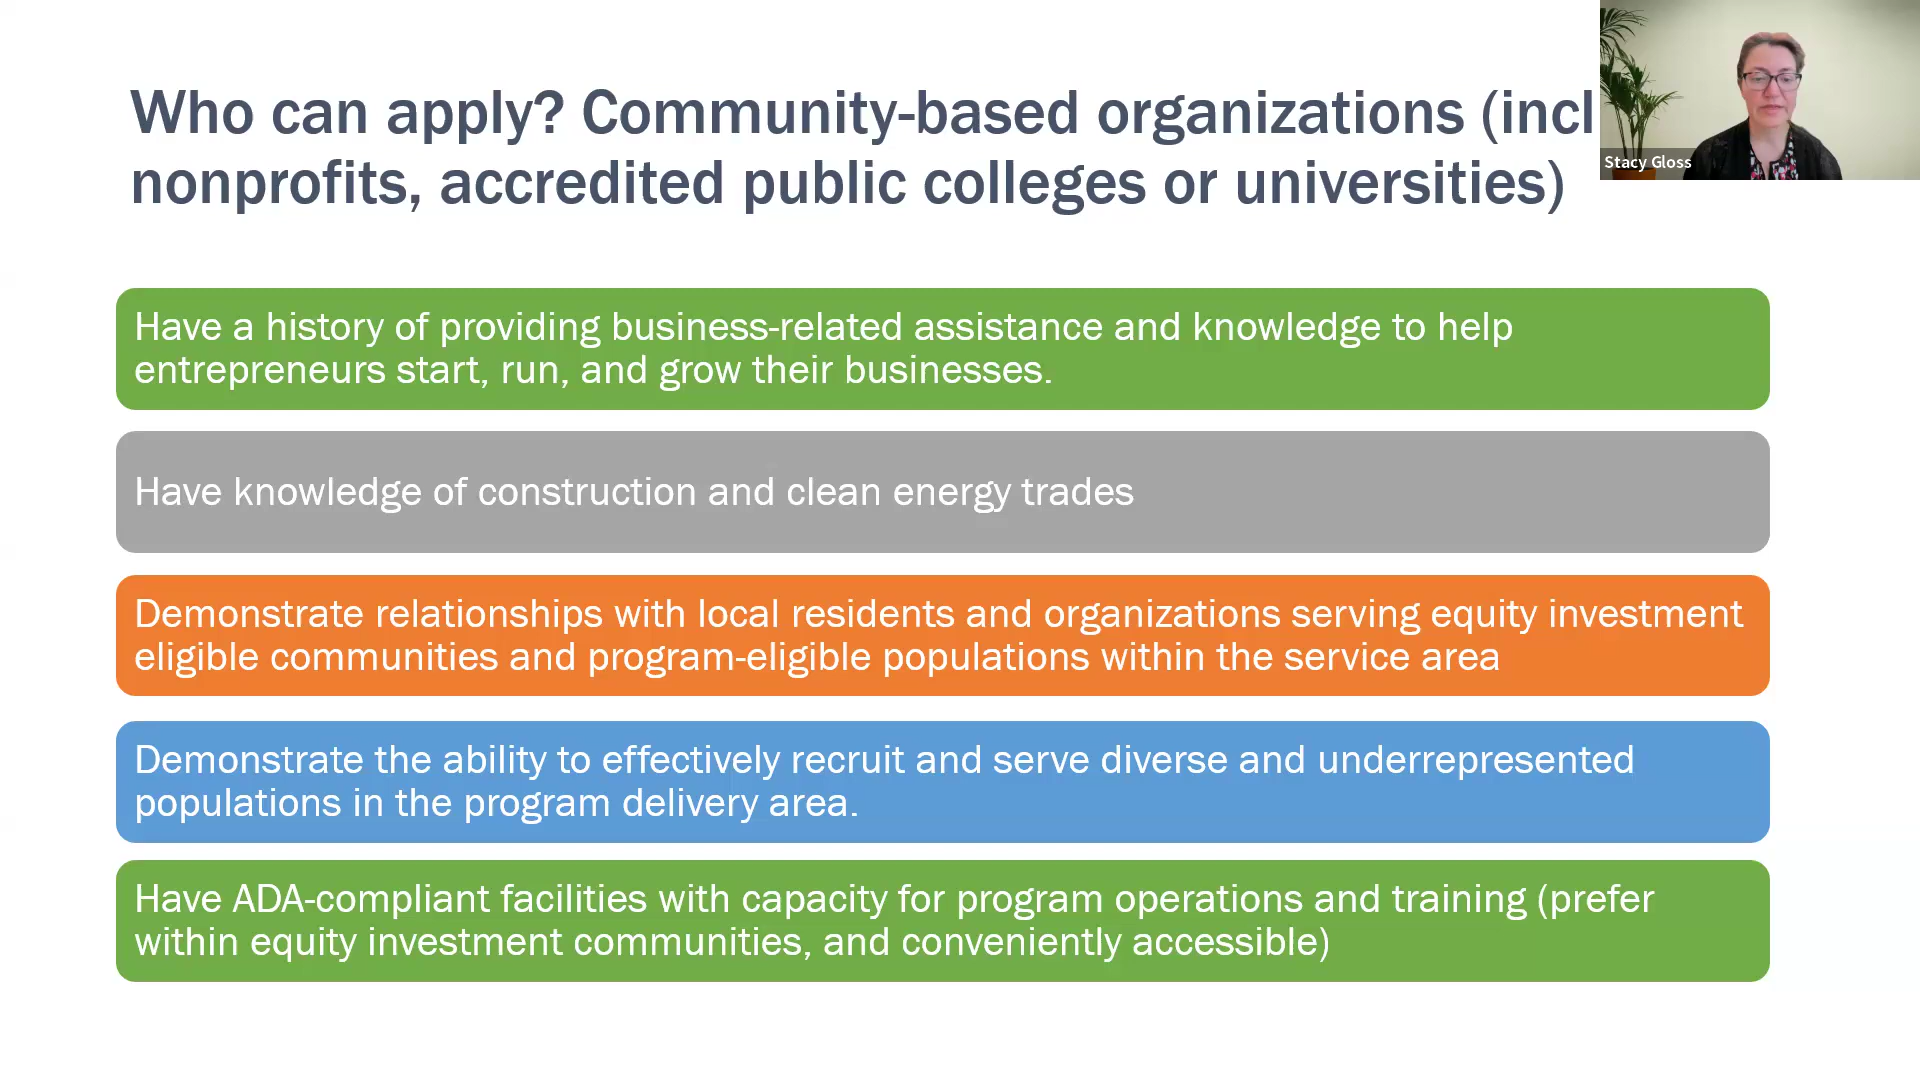 Who can apply? Community-based organizations (incl
nonprofits, accredited public colleges or universities)
Stacy Gloss
Have a history of providing business-related assistance and knowledge to help
entrepreneurs start, run, and grow their businesses.
Have knowledge of construction and clean energy trades
Demonstrate relationships with local residents and organizations serving equity investment
eligible communities and program-eligible populations within the service area
Demonstrate the ability to effectively recruit and serve diverse and underrepresented
populations in the program delivery area.
Have ADA-compliant facilities with capacity for program operations and training (prefer
within equity investment communities, and conveniently accessible)